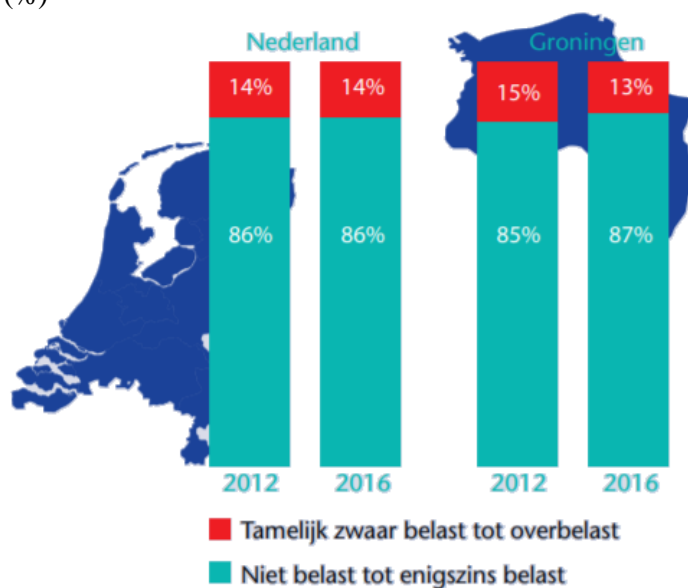 (%)
Nederland Groningen
14% 14% 15% 13%
86% 86% 85% 87%
2012 2016 2012 2016
Tamelijk zwaar belast tot overbelast
Niet belast tot enigszins belast